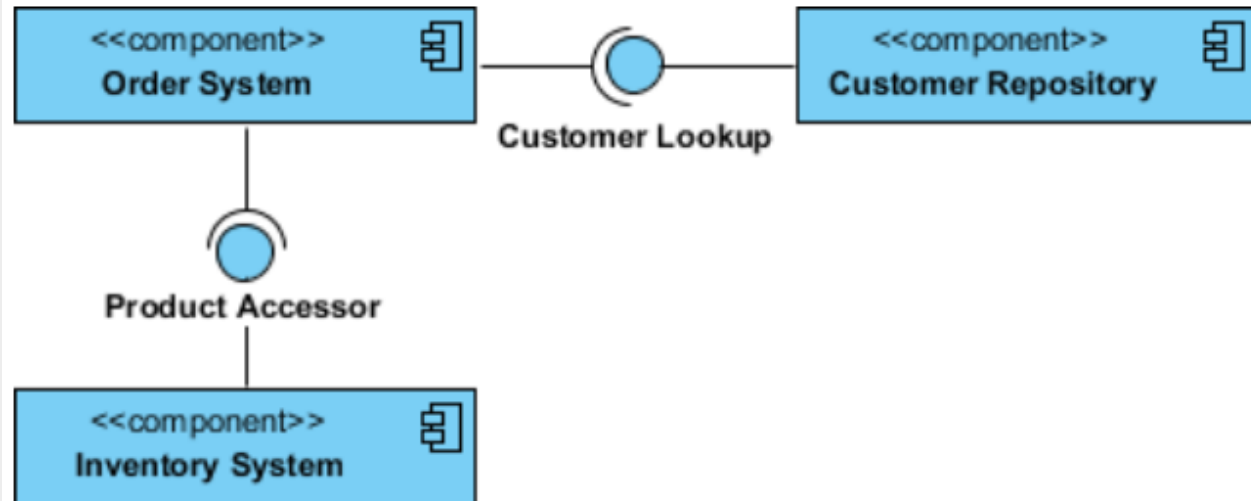 <<component>>
Order System
<<component>>
Customer Repository
Customer Lookup
Product Accessor
<<component>>
Inventory System